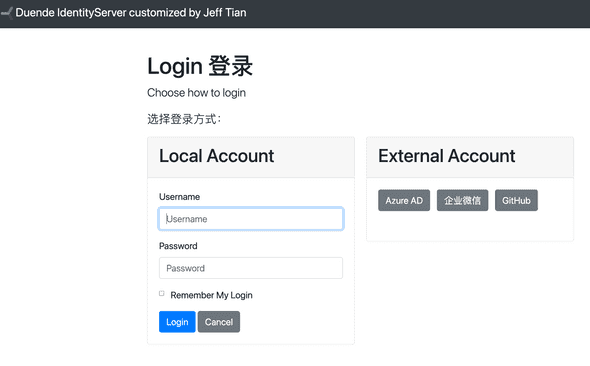 Duende IdentityServer customized by Jeff Tian
Login 登录
Choose how to login
选择登录方式：
Local Account
Username
Username
Password
Password
Remember My Login
Login Cancel
External Account
Azure AD 企业微信 GitHub